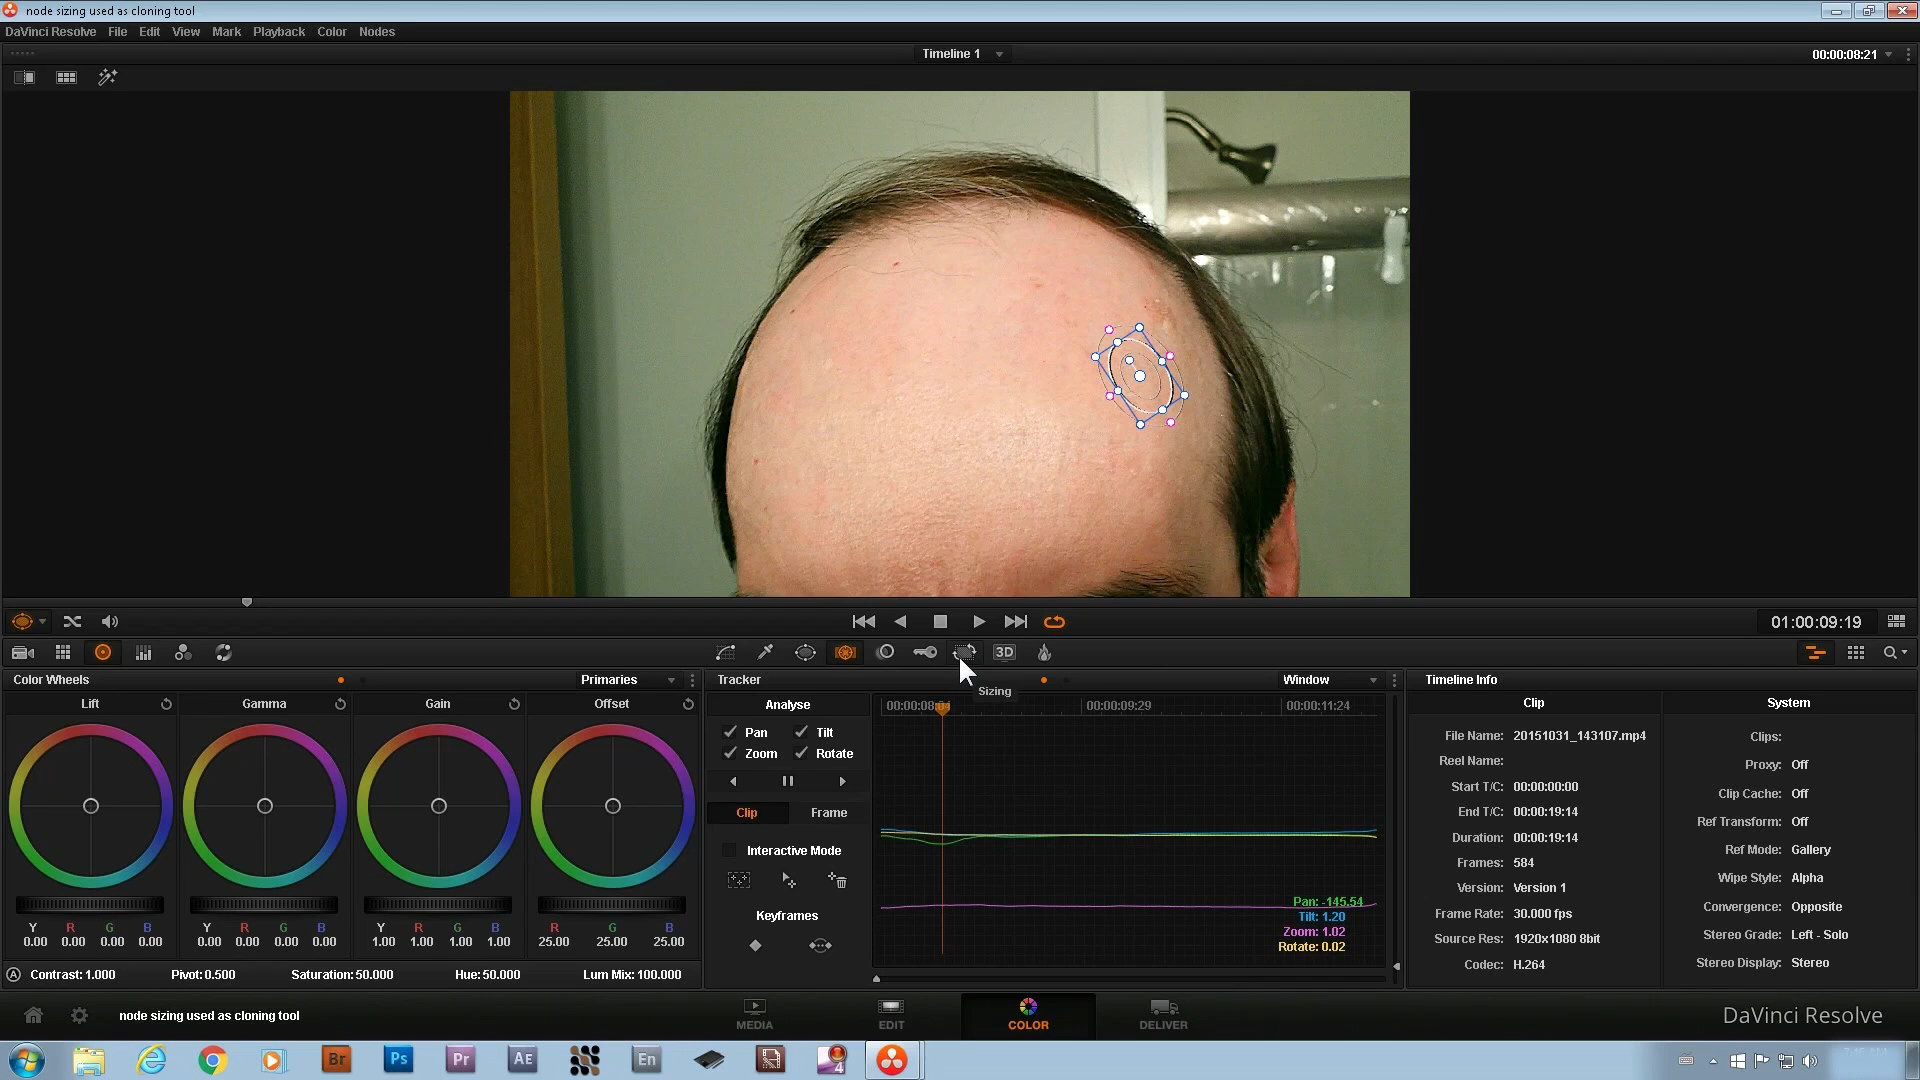 node sizing used as cloning tool
DaVinci Resolve File Edit View Mark Playback Color Nodes
Timeline 1
00:00:08:21
01:00:09:19
3D
Sizing
Color Wheels
Primaries
Tracker
Window
Timeline Info
Lift
Gamma
Gain
Offset
Analyse
00:00:09:29
00:00:11:24
Clip
System
Pan
Tilt
Zoom
Rotate
Clip
Frame
Interactive Mode
Keyframes
Pan: -145.54
Tilt: 1.20
Zoom: 1.02
Rotate: 0.02
File Name: 20151031_143107.mp4
Reel Name:
Start T/C: 00:00:00:00
End T/C: 00:00:19:14
Duration: 00:00:19:14
Frames: 584
Version: Version 1
Frame Rate: 30.000 fps
Source Res: 1920x1080 8bit
Codec: H.264
Clips:
Proxy: Off
Clip Cache: Off
Ref Transform: Off
Ref Mode: Gallery
Wipe Style: Alpha
Convergence: Opposite
Stereo Grade: Left - Solo
Stereo Display: Stereo
Y R G B
0.00 0.00 0.00 0.00
Y R G B
0.00 0.00 0.00 0.00
Y R G B
1.00 1.00 1.00 1.00
R G B
25.00 25.00 25.00
A Contrast: 1.000 Pivot: 0.500 Saturation: 50.000 Hue: 50.000 Lum Mix: 100.000
node sizing used as cloning tool
MEDIA
EDIT
COLOR
DELIVER
DaVinci Resolve
Br
Ps
Pr
AE
En
4